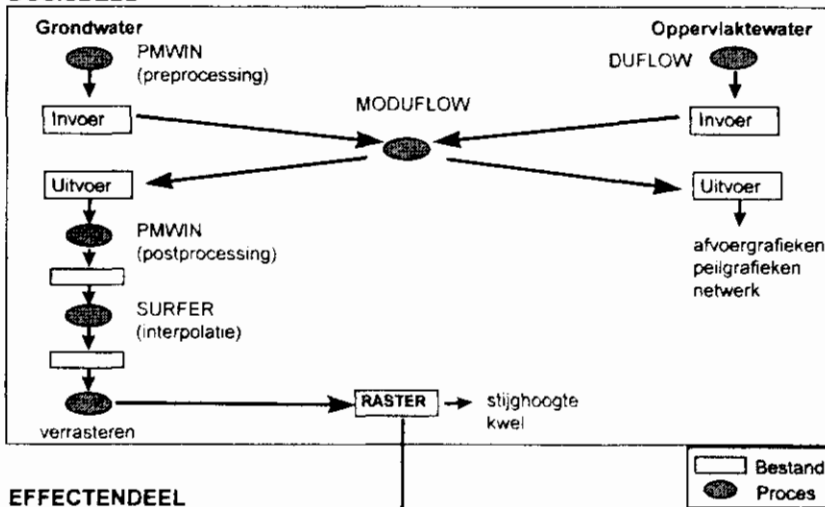 Grondwater
Oppervlaktewater
PMWIN
(preprocessing)
DUFLOW
MODUFLOW
Invoer
Invoer
Uitvoer
Uitvoer
PMWIN
(postprocessing)
afvoergrafieken
peilgrafieken
netwerk
SURFER
(interpolatie)
RASTER
stijghoogte
kwel
verrasteren
Bestand
Proces
EFFECTENDEEL